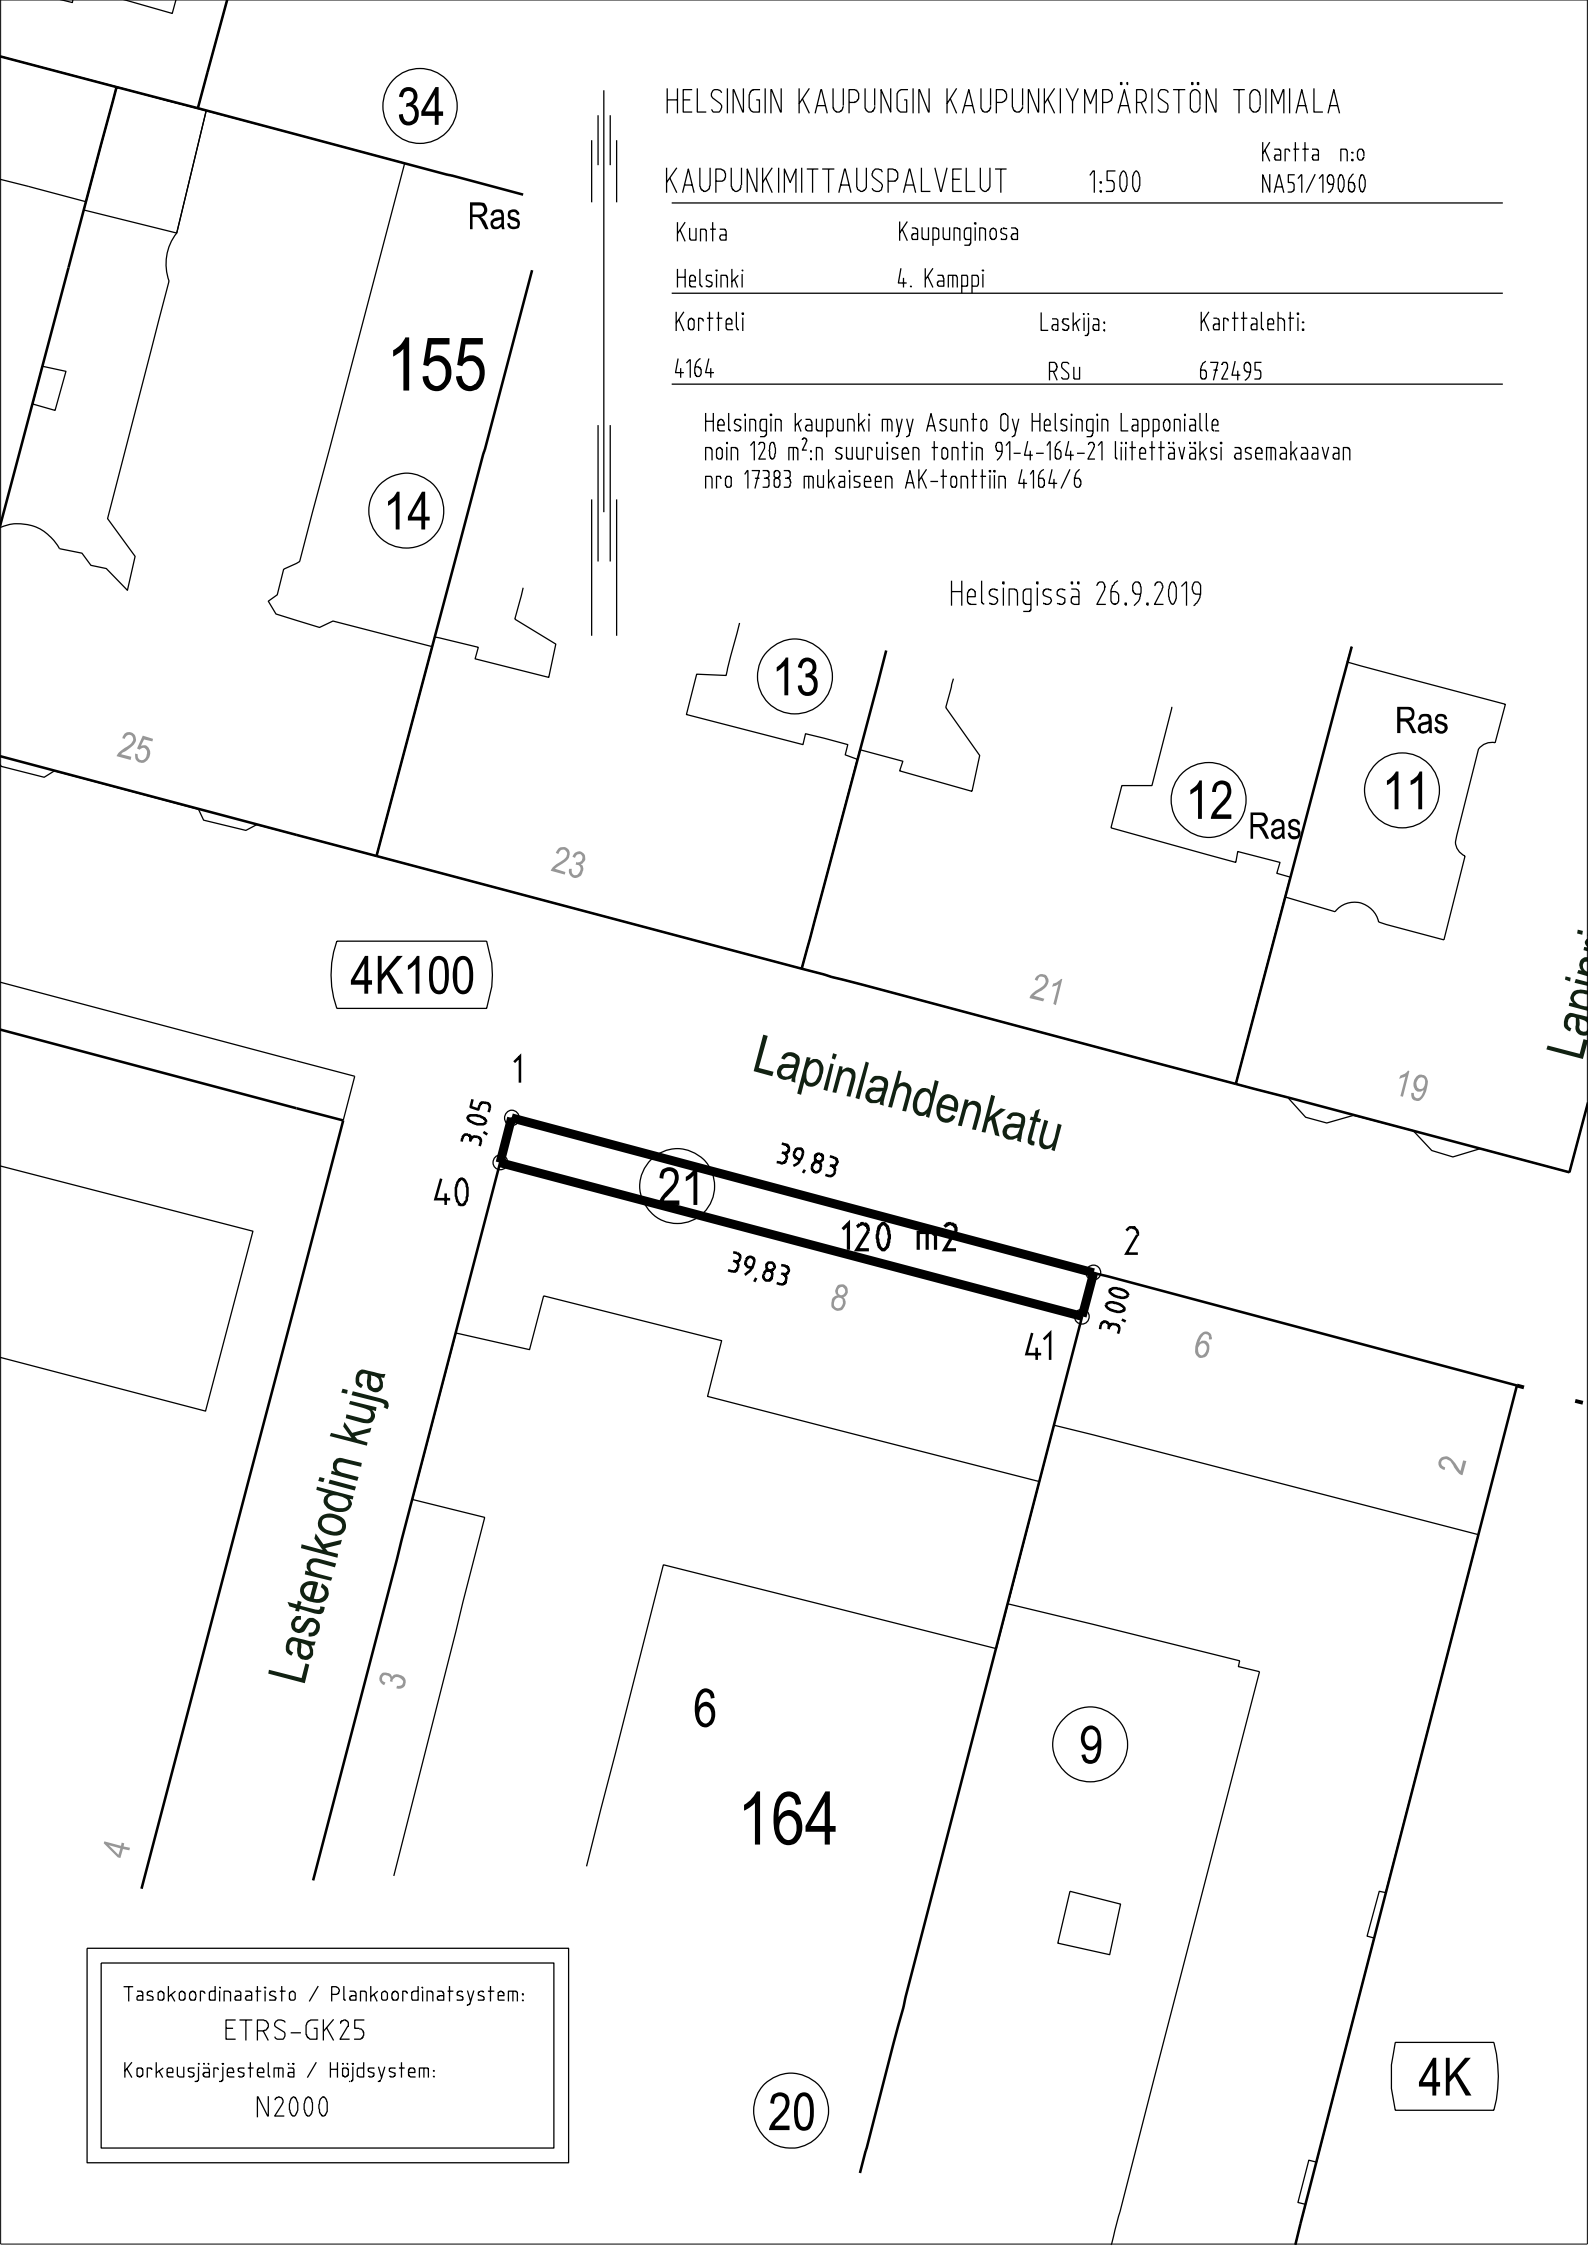 34
HELSINGIN KAUPUNGIN KAUPUNKIYMPÄRISTÖN TOIMIALA
Kartta n:o
KAUPUNKIMITTAUSPALVELUT 1:500 NA51/19060
Ras
Kunta Kaupunginosa
Helsinki 4. Kamppi
Kortteli Laskija: Karttalehti:
4164 RSu 672495
155
Helsingin kaupunki myy Asunto Oy Helsingin Lapponialle
noin 120 m²:n suuruisen tontin 91-4-164-21 liitettäväksi asemakaavan
nro 17383 mukaiseen AK-tonttiin 4164/6
14
Helsingissä 26.9.2019
13
Ras
11
12
Ras
25
23
4K100
21
19
Lapinlahdenkatu
1
3,05
39,83
40
21
120 m2
2
39,83
8
3,00
41
6
Lastenkodin kuja
2
3
6
9
164
4
Tasokoordinaatisto / Plankoordinatsystem:
ETRS-GK25
Korkeusjärjestelmä / Höjdsystem:
N2000
4K
20